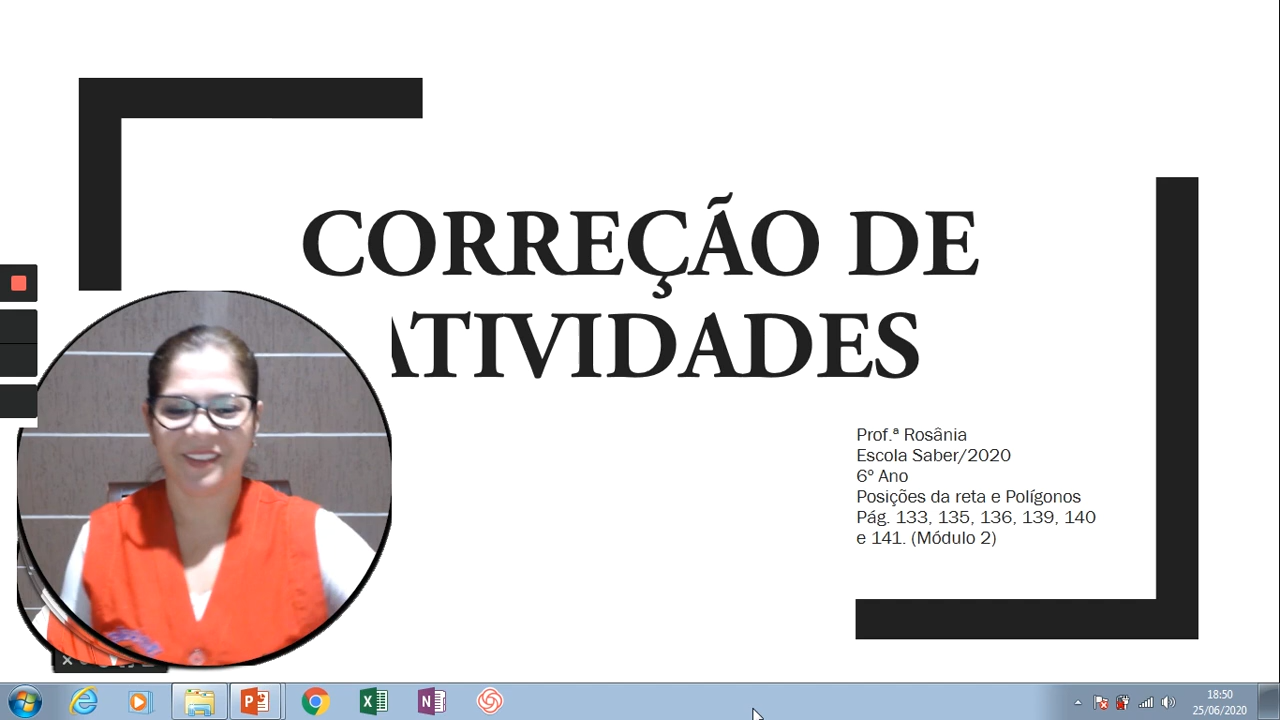 CORREÇÃO DE
ATIVIDADES
Prof.ª Rosânia
Escola Saber/2020
6º Ano
Posições da reta e Polígonos
Pág. 133, 135, 136, 139, 140
e 141. (Módulo 2)
18:50
25/06/2020